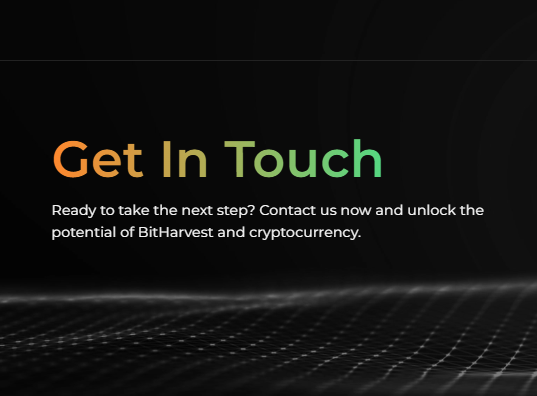 Get In Touch
Ready to take the next step? Contact us now and unlock the
potential of BitHarvest and cryptocurrency.